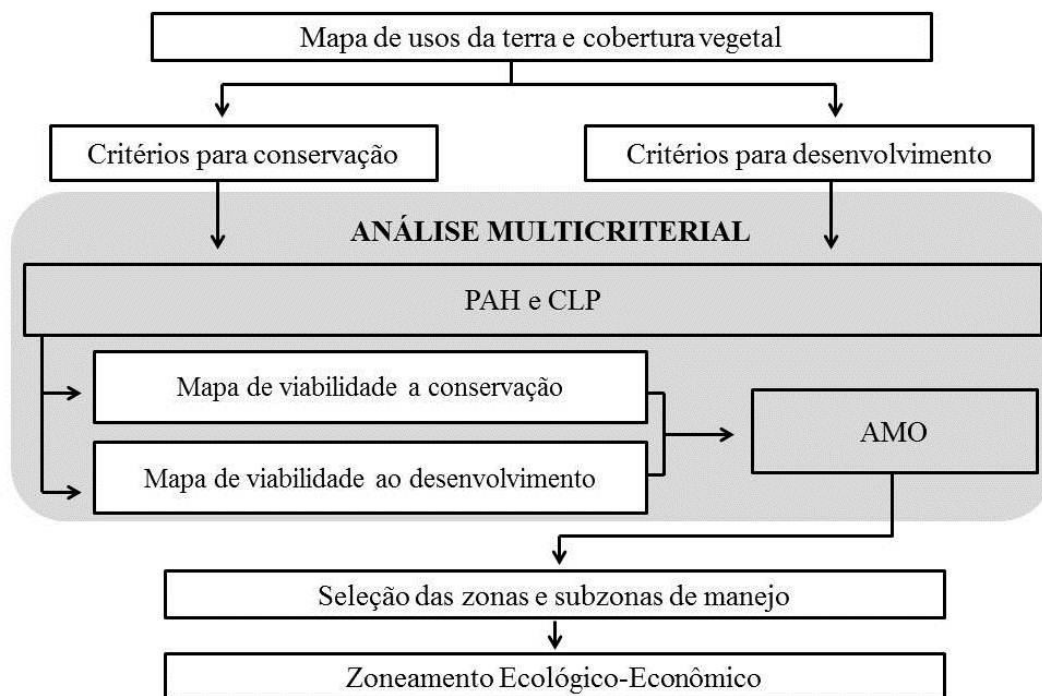 Mapa de usos da terra e cobertura vegetal
Critérios para conservação
Critérios para desenvolvimento
ANÁLISE MULTICRITERIAL
PAH e CLP
Mapa de viabilidade a conservação
Mapa de viabilidade ao desenvolvimento
AMO
Seleção das zonas e subzonas de manejo
Zoneamento Ecológico-Econômico